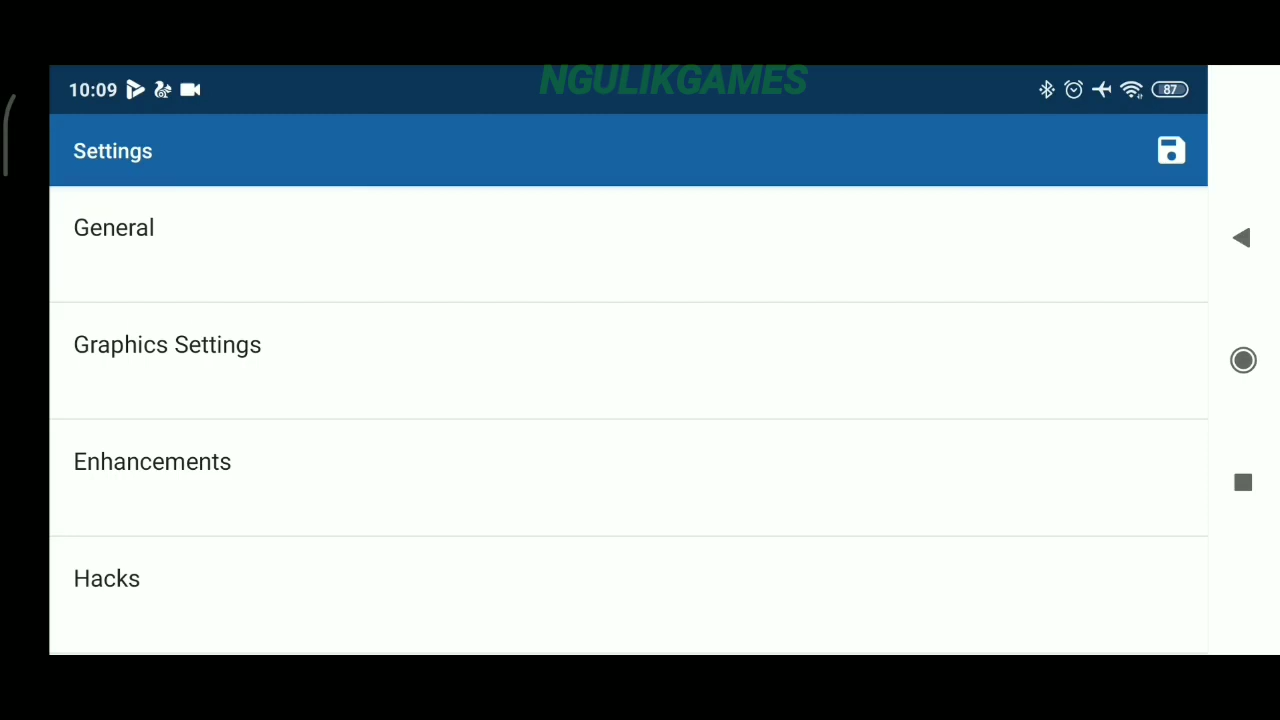 NGULIKGAMES
10:09
87
Settings
General
Graphics Settings
Enhancements
Hacks